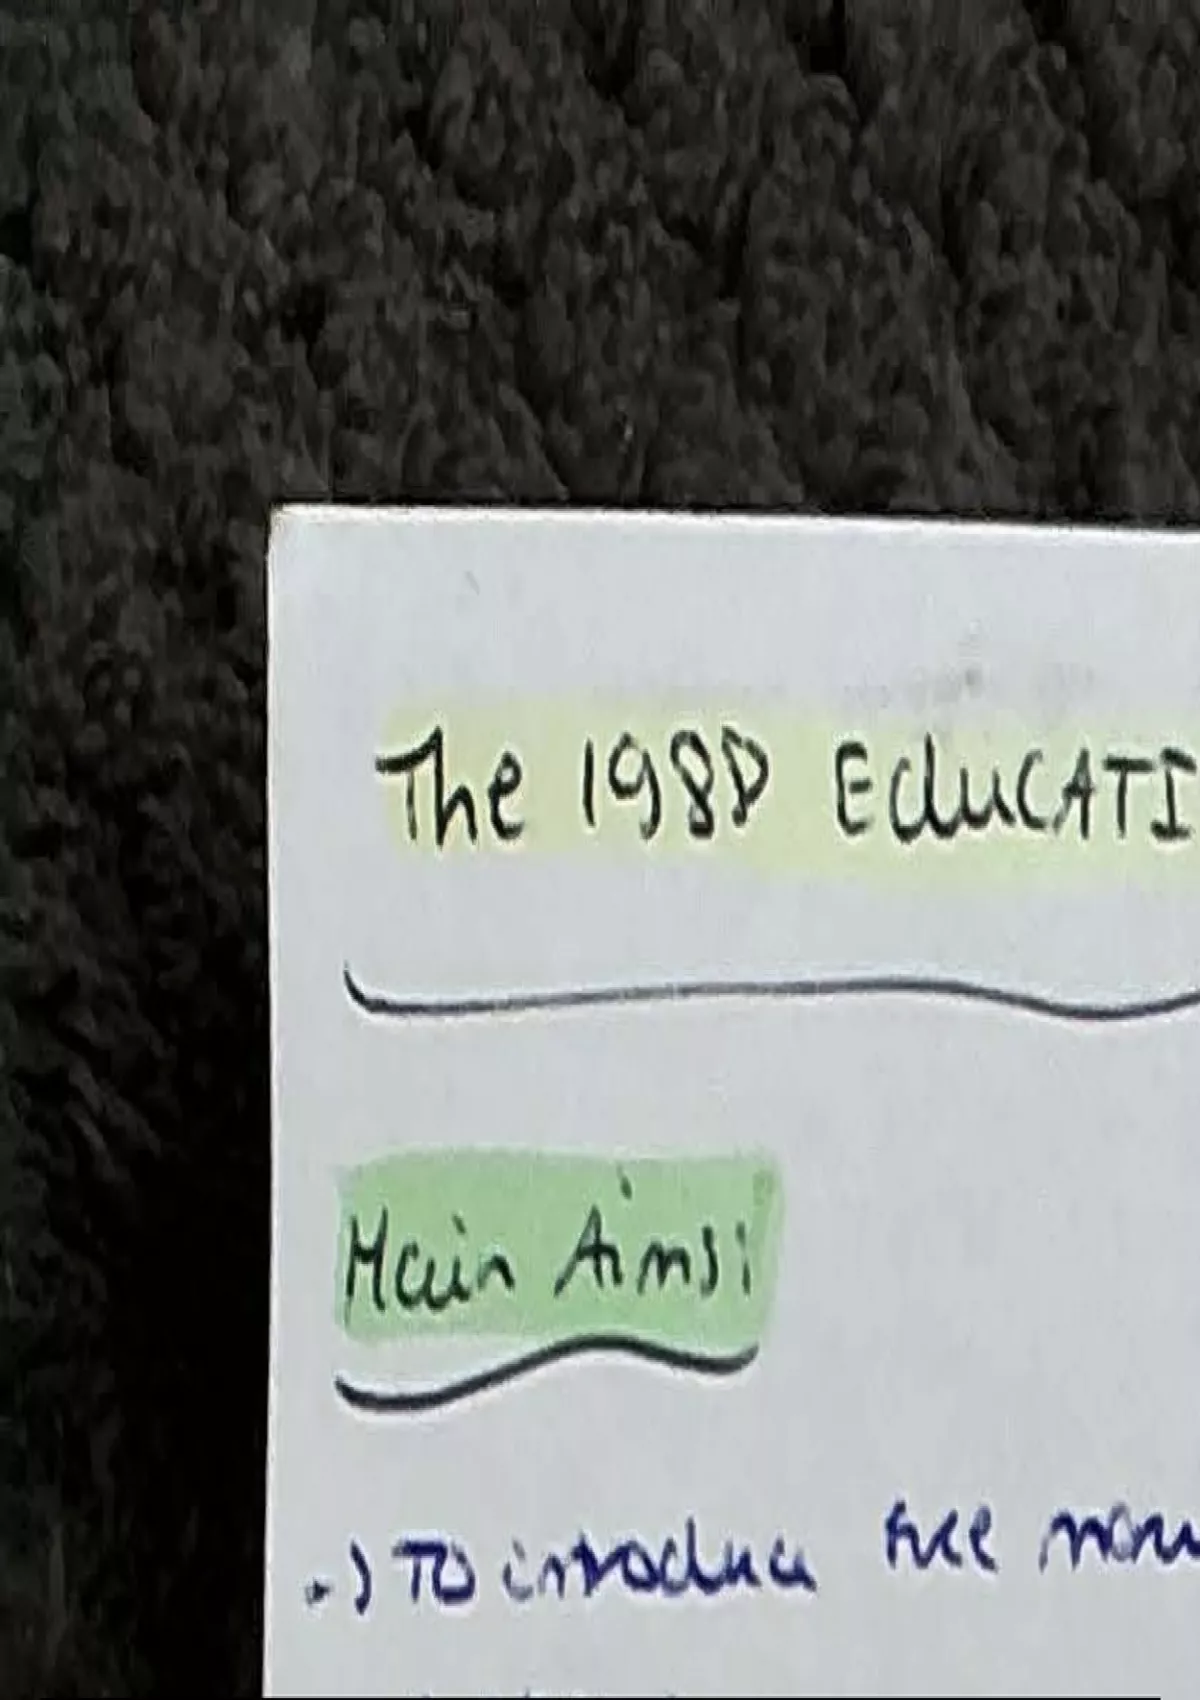 The 1988 EducATI
Main Aims:
.) To introduce free